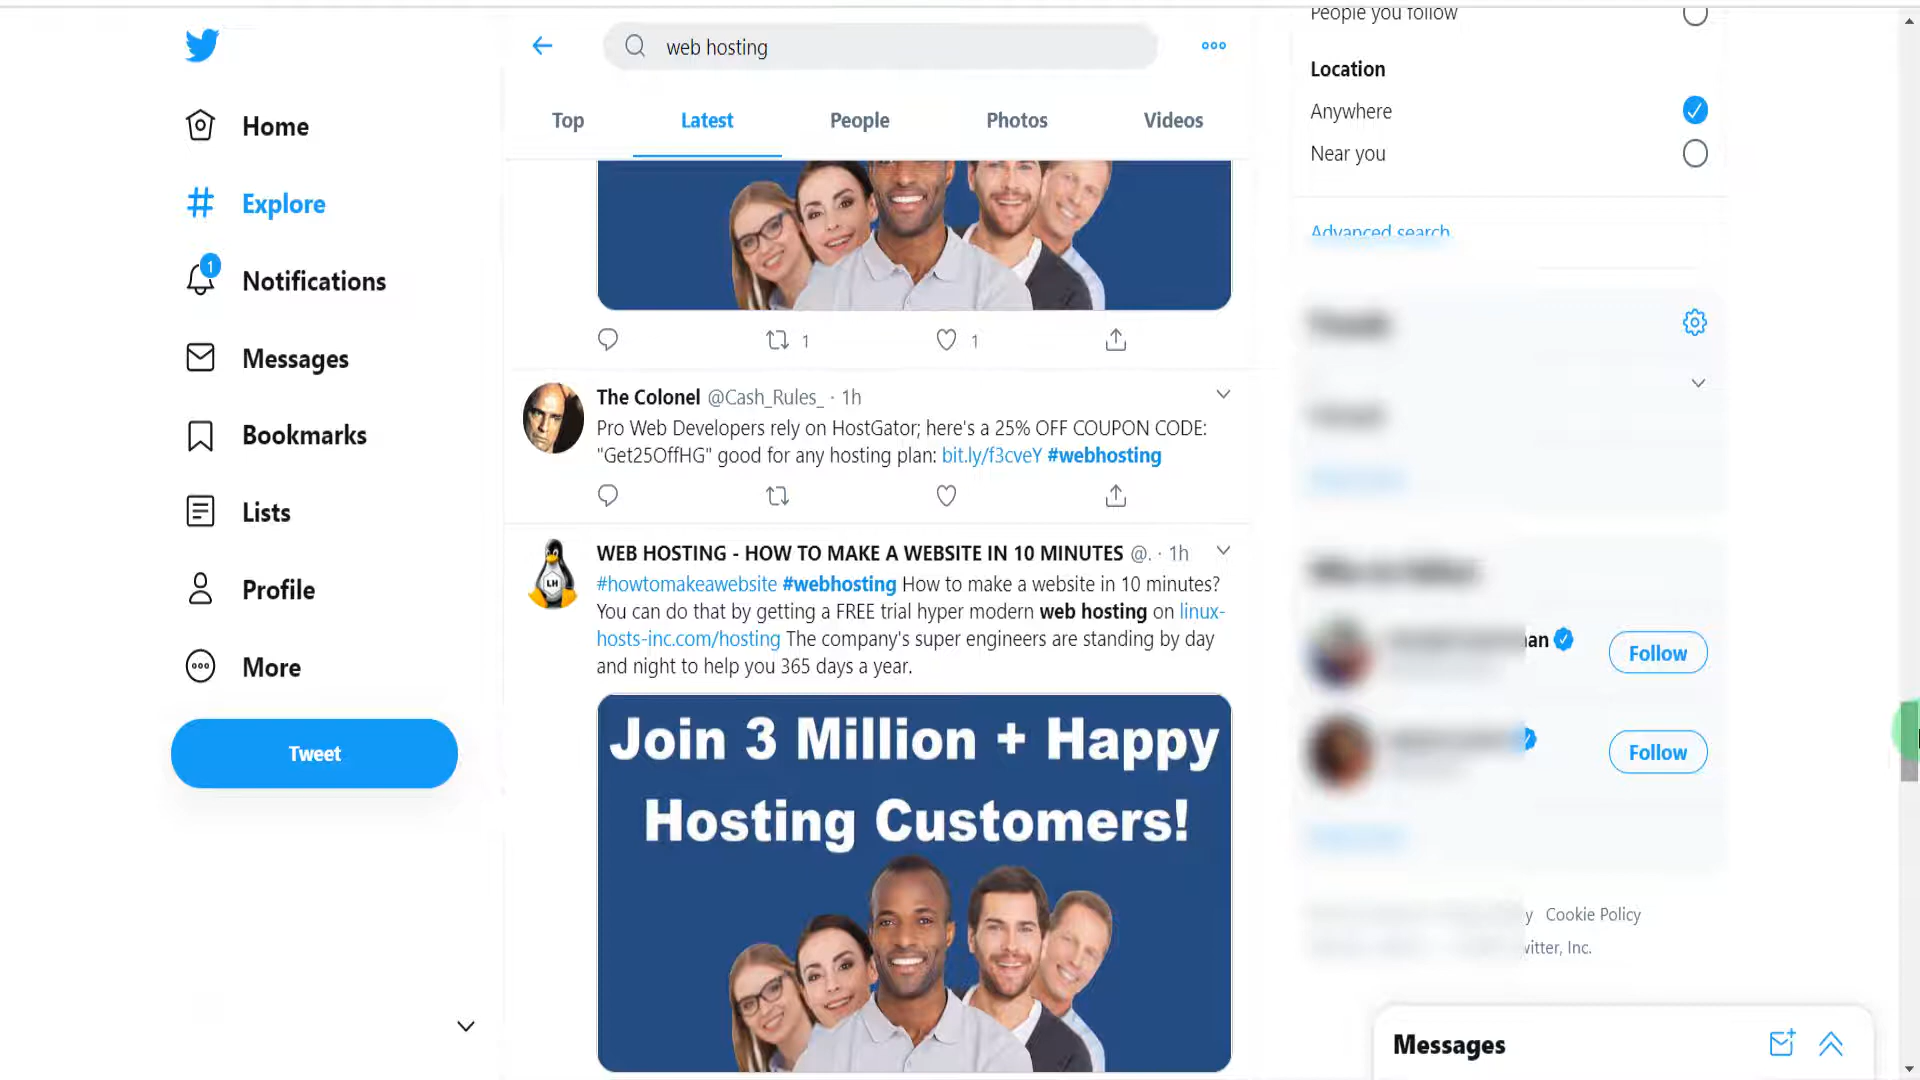 Home
Explore
1
Notifications
Messages
Bookmarks
Lists
Profile
More
Tweet
web hosting
Top Latest People Photos Videos
1 1
The Colonel @Cash_Rules_ · 1h
Pro Web Developers rely on HostGator; here's a 25% OFF COUPON CODE:
"Get25OffHG" good for any hosting plan: bit.ly/f3cveY #webhosting
WEB HOSTING - HOW TO MAKE A WEBSITE IN 10 MINUTES @. · 1h
#howtomakeawebsite #webhosting How to make a website in 10 minutes?
You can do that by getting a FREE trial hyper modern web hosting on linux-
hosts-inc.com/hosting The company's super engineers are standing by day
and night to help you 365 days a year.
LH
Join 3 Million + Happy
Hosting Customers!
People you follow
Location
Anywhere
Near you
Advanced search
Follow
Follow
Cookie Policy
Inc.
Messages